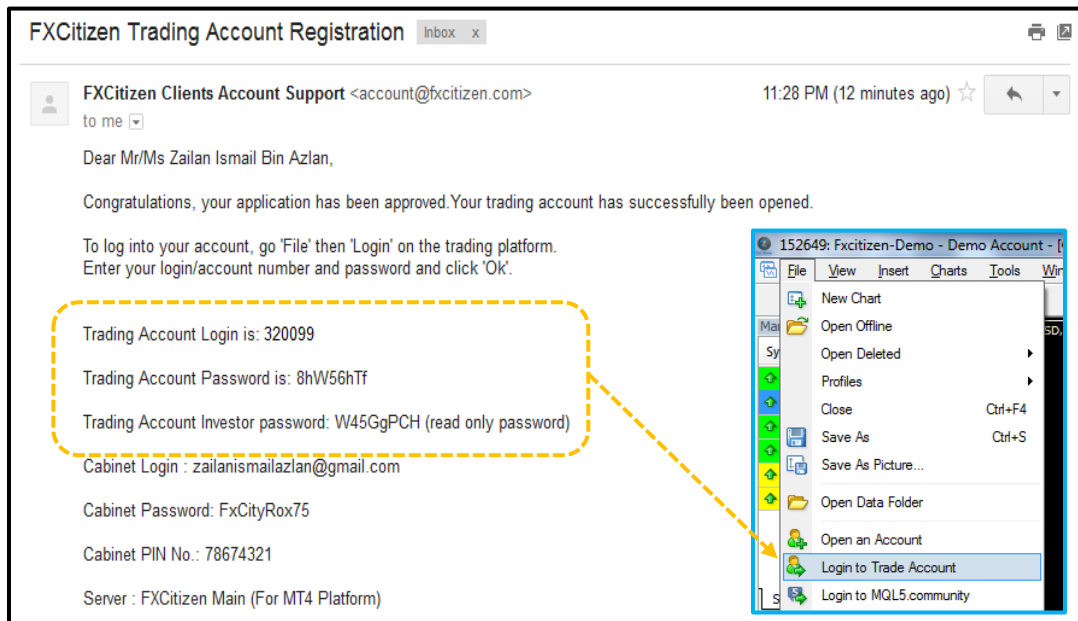 FXCitizen Trading Account Registration Inbox x
FXCitizen Clients Account Support <account@fxcitizen.com> 11:28 PM (12 minutes ago)
to me
Dear Mr/Ms Zailan Ismail Bin Azlan,
Congratulations, your application has been approved.Your trading account has successfully been opened.
To log into your account, go 'File' then 'Login' on the trading platform.
Enter your login/account number and password and click 'Ok'.
Trading Account Login is: 320099
Trading Account Password is: 8hW56hTf
Trading Account Investor password: W45GgPCH (read only password)
Cabinet Login : zailanismailazlan@gmail.com
Cabinet Password: FxCityRox75
Cabinet PIN No.: 78674321
Server : FXCitizen Main (For MT4 Platform)
152649: Fxcitizen-Demo - Demo Account - [
File View Insert Charts Tools Win
New Chart
Open Offline
Open Deleted
Profiles
Close Ctrl+F4
Save As Ctrl+S
Save As Picture...
Open Data Folder
Open an Account
Login to Trade Account
Login to MQL5.community
Mar
Sy
SD,
S